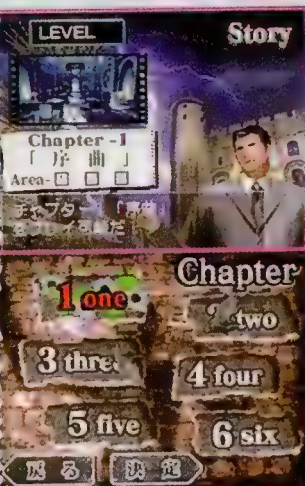 LEVEL
Story
Chapter-1
「序曲」
Area-
Chapter
1 one
two
3 three
4 four
5 five
6 six
戻る
決定